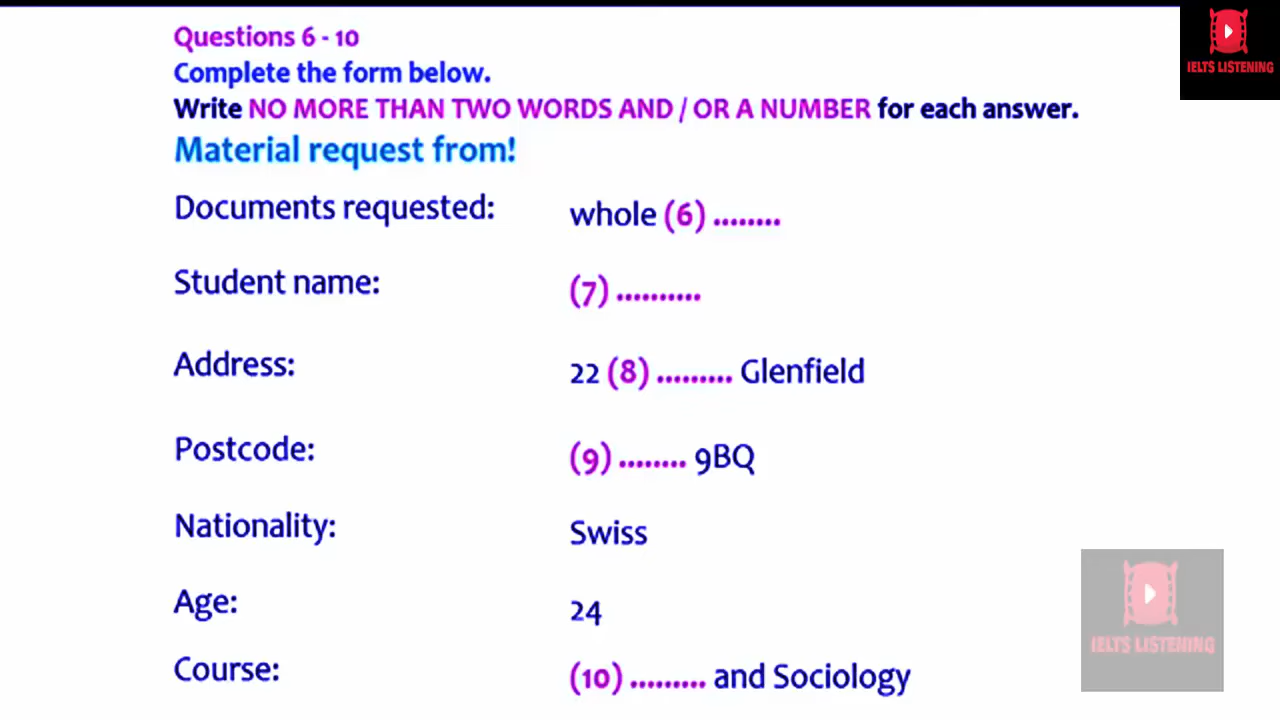 Questions 6 - 10
IELTS LISTENING
Complete the form below.
Write NO MORE THAN TWO WORDS AND / OR A NUMBER for each answer.
Material request from!
Documents requested: whole (6) ........
Student name: (7) ..........
Address: 22 (8) ......... Glenfield
Postcode: (9) ........ 9BQ
Nationality: Swiss
Age: 24
IELTS LISTENING
Course: (10) ......... and Sociology